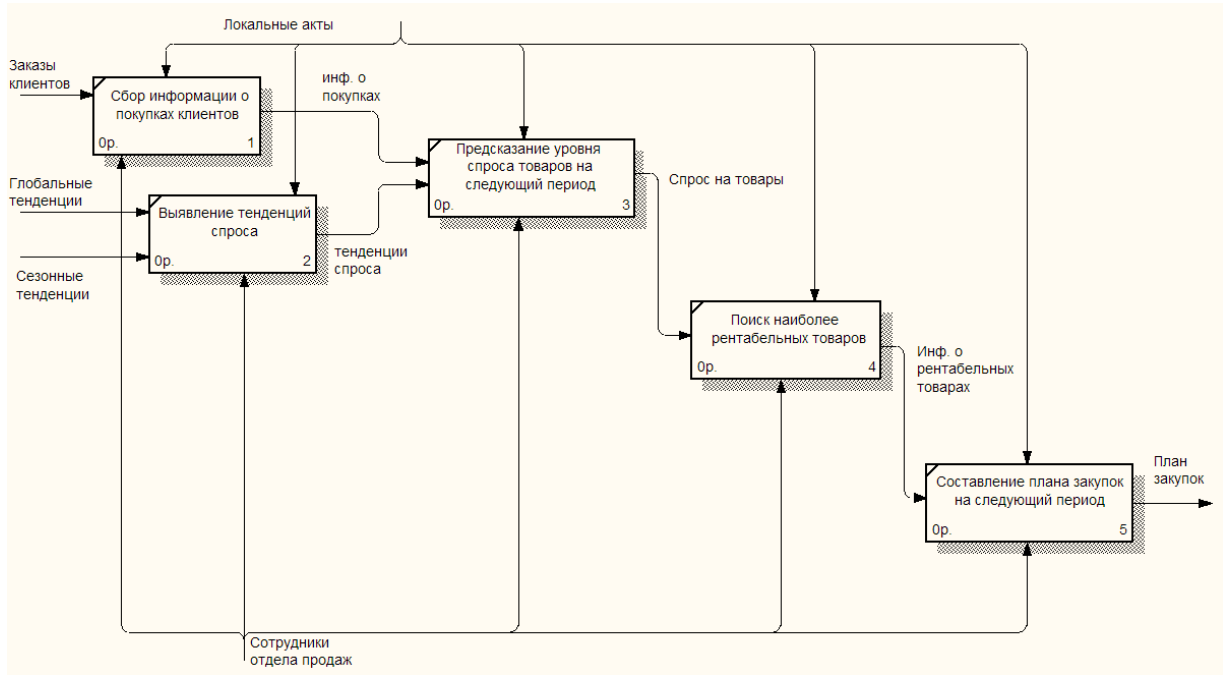 Локальные акты
Заказы
клиентов
Сбор информации о
покупках клиентов
0р.
1
инф. о
покупках
Предсказание уровня
спроса товаров на
следующий период
0р.
3
Глобальные
тенденции
Выявление тенденций
спроса
0р.
2
Сезонные
тенденции
тенденции
спроса
Спрос на товары
Поиск наиболее
рентабельных товаров
0р.
4
Инф. о
рентабельных
товарах
Составление плана закупок
на следующий период
0р.
5
План
закупок
Сотрудники
отдела продаж